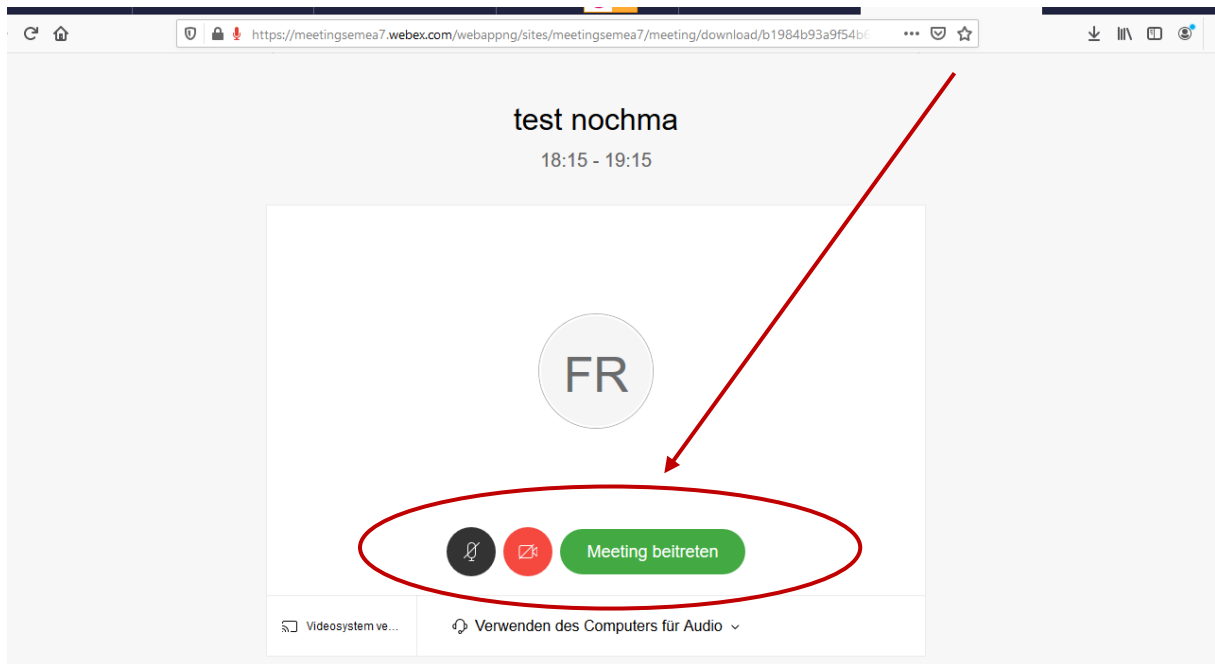 https://meetingsemea7.webex.com/webappng/sites/meetingsemea7/meeting/download/b1984b93a9f54b6
test nochma
18:15 - 19:15
FR
Meeting beitreten
Videosystem ve...
Verwenden des Computers für Audio